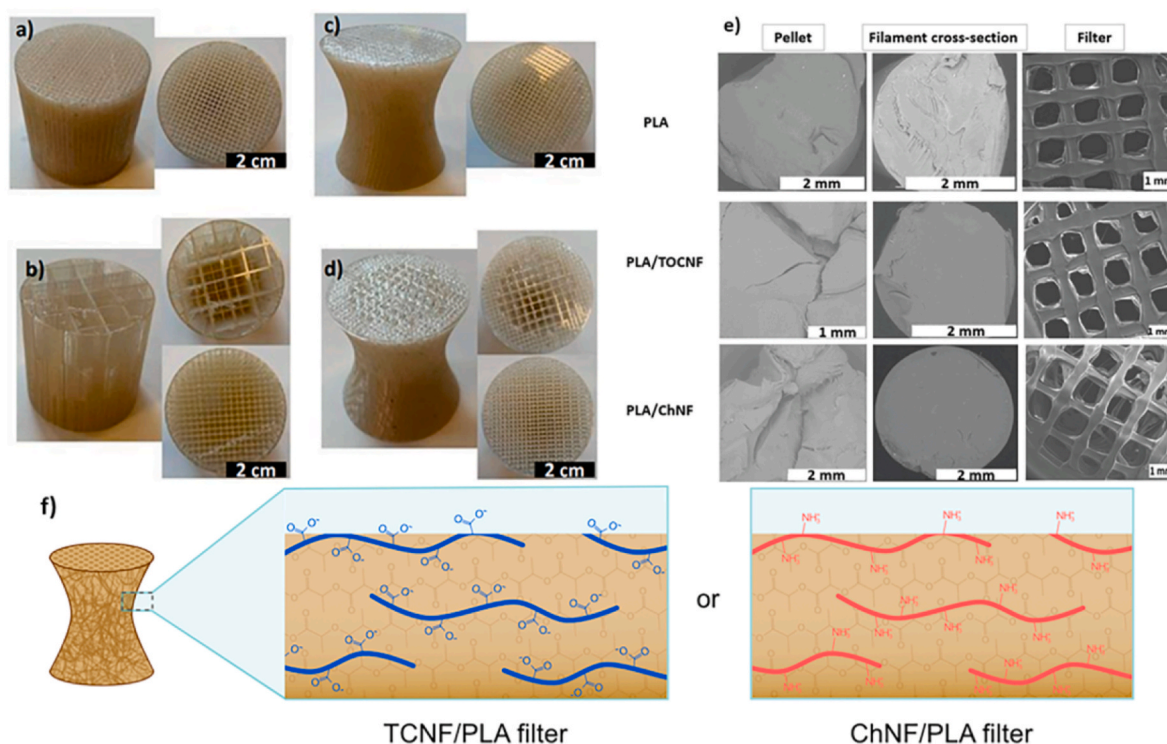 a)
2 cm
c)
2 cm
b)
2 cm
d)
2 cm
e)
Pellet
Filament cross-section
Filter
PLA
2 mm
2 mm
1 mm
PLA/TOCNF
1 mm
2 mm
1 mm
PLA/ChNF
2 mm
2 mm
1 mm
f)
or
TCNF/PLA filter
ChNF/PLA filter